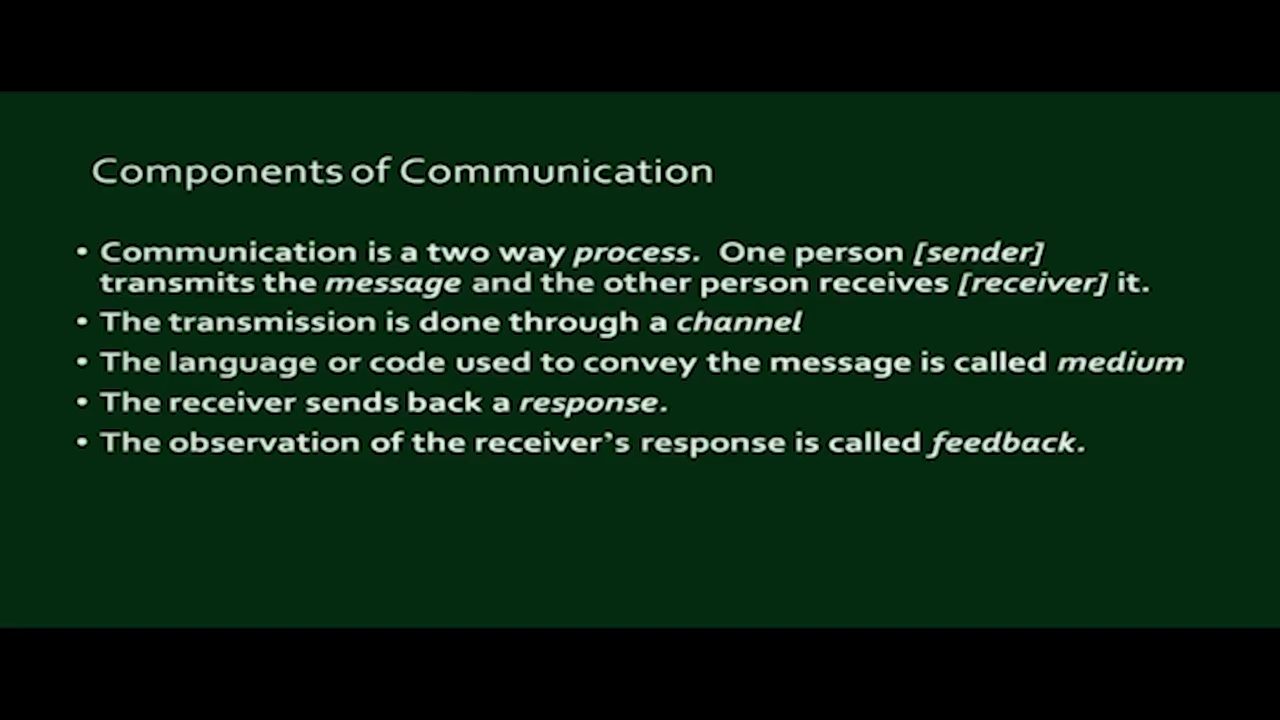 Components of Communication
• Communication is a two way process. One person [sender]
transmits the message and the other person receives [receiver] it.
• The transmission is done through a channel
• The language or code used to convey the message is called medium
• The receiver sends back a response.
• The observation of the receiver’s response is called feedback.